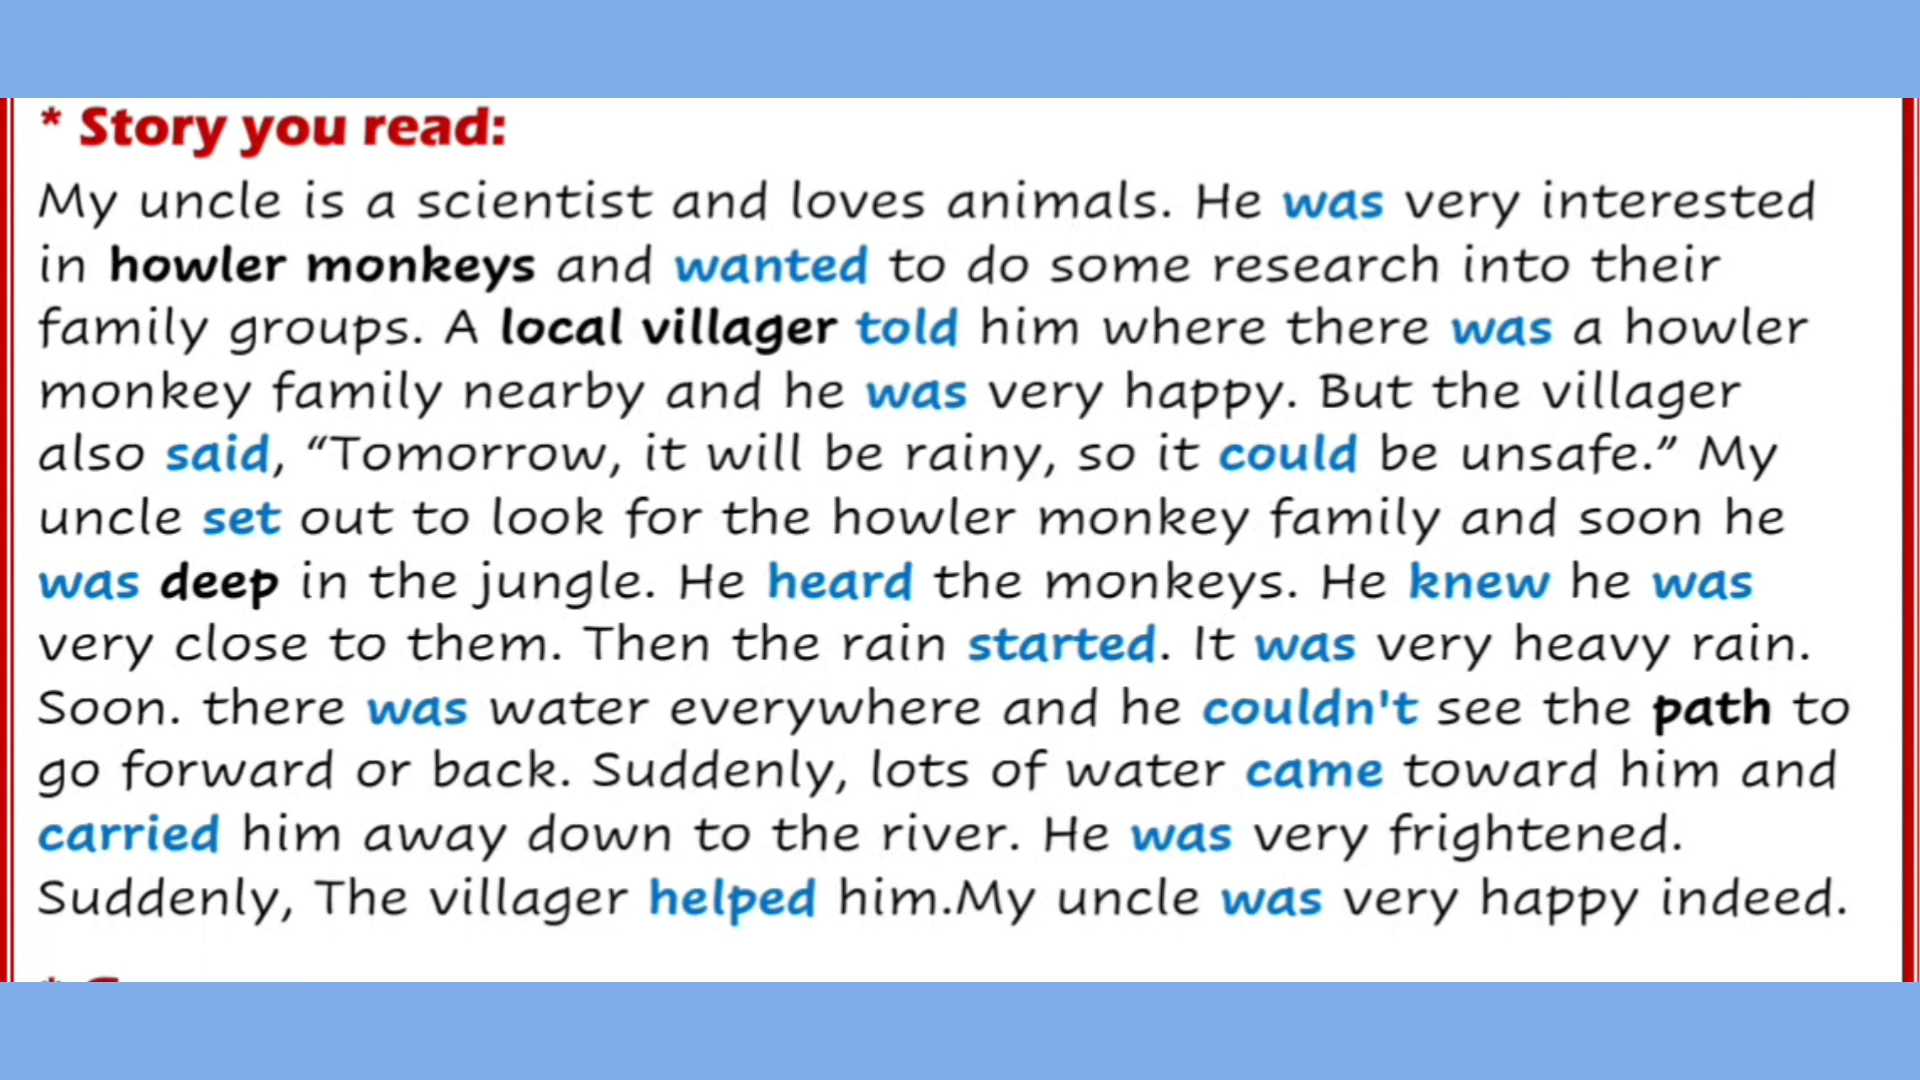 * Story you read:
My uncle is a scientist and loves animals. He was very interested
in howler monkeys and wanted to do some research into their
family groups. A local villager told him where there was a howler
monkey family nearby and he was very happy. But the villager
also said, “Tomorrow, it will be rainy, so it could be unsafe.” My
uncle set out to look for the howler monkey family and soon he
was deep in the jungle. He heard the monkeys. He knew he was
very close to them. Then the rain started. It was very heavy rain.
Soon. there was water everywhere and he couldn't see the path to
go forward or back. Suddenly, lots of water came toward him and
carried him away down to the river. He was very frightened.
Suddenly, The villager helped him.My uncle was very happy indeed.